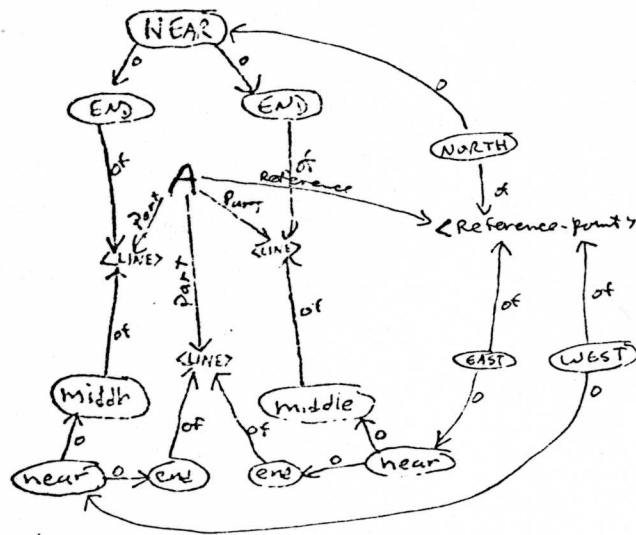 NEAR
o o o
END END
NORTH
of of of
A Reference
Part Part
<Reference-point>
<LINE> <LINE>
Part
of of of of
<LINE> EAST WEST
middle middle
of of o o
o o
near o end end o near